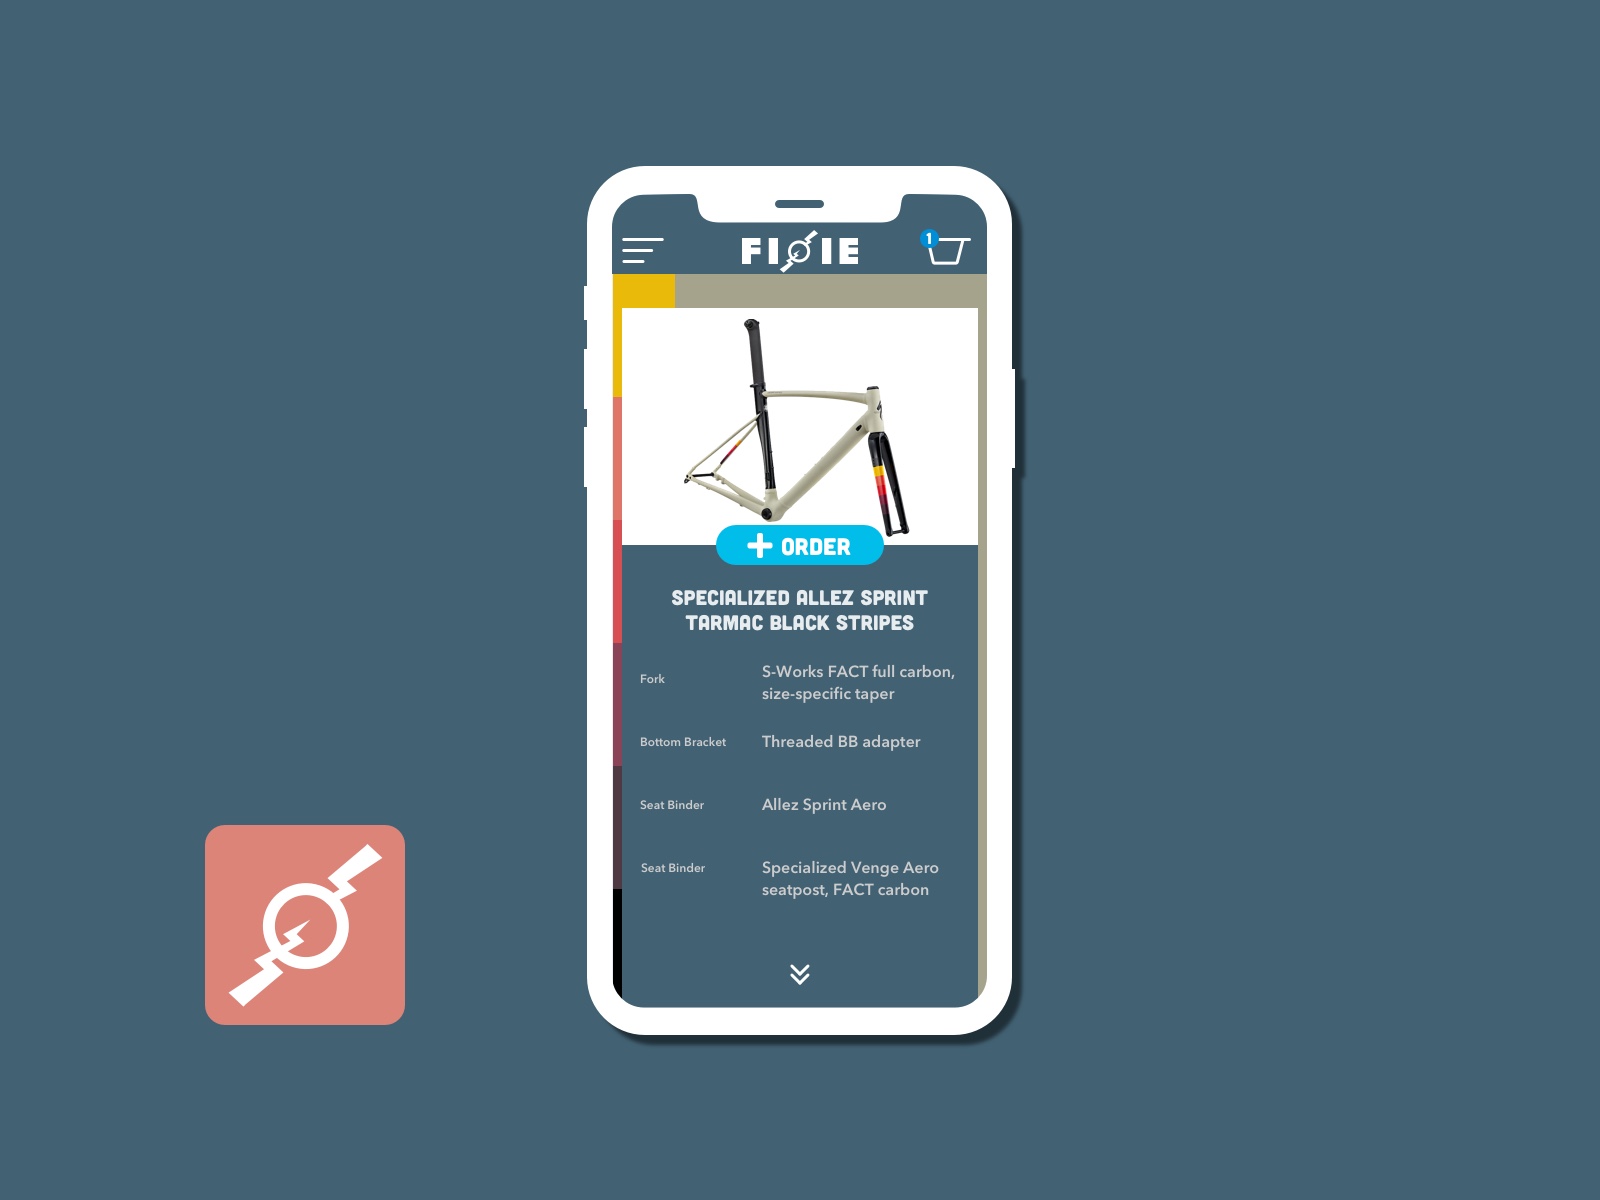 FIXIE
1
+ ORDER
SPECIALIZED ALLEZ SPRINT
TARMAC BLACK STRIPES
Fork
S-Works FACT full carbon,
size-specific taper
Bottom Bracket
Threaded BB adapter
Seat Binder
Allez Sprint Aero
Seat Binder
Specialized Venge Aero
seatpost, FACT carbon